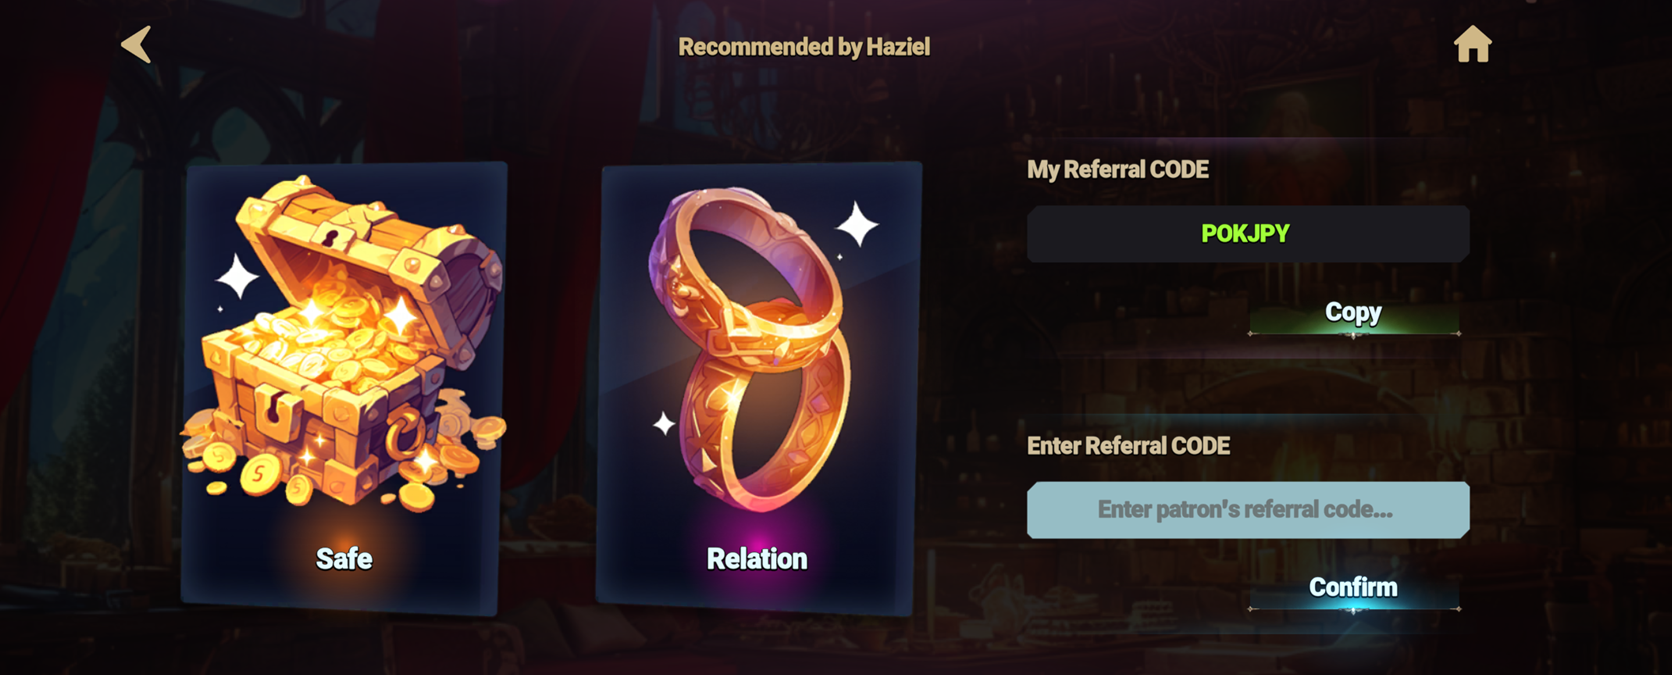 Recommended by Haziel
My Referral CODE
POKJPY
Copy
Enter Referral CODE
Enter patron's referral code...
Confirm
Safe
Relation